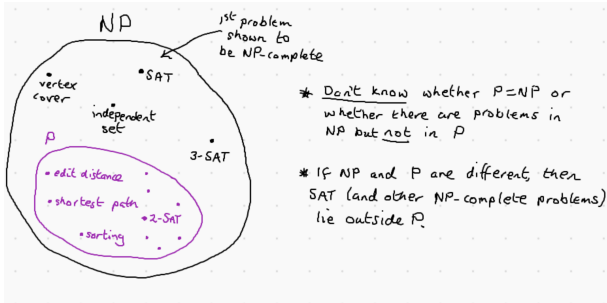 NP
1st problem
shown to
be NP-complete
SAT
vertex
cover
independent
set
3-SAT
P
edit distance
shortest path
2-SAT
sorting
* Don't know whether P=NP or
whether there are problems in
NP but not in P
* If NP and P are different, then
SAT (and other NP-complete problems)
lie outside P.